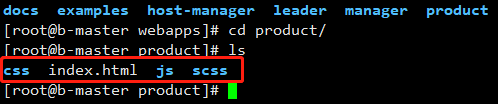 docs examples host-manager leader manager product
[root@b-master webapps]# cd product/
[root@b-master product]# ls
css index.html js scss
[root@b-master product]#